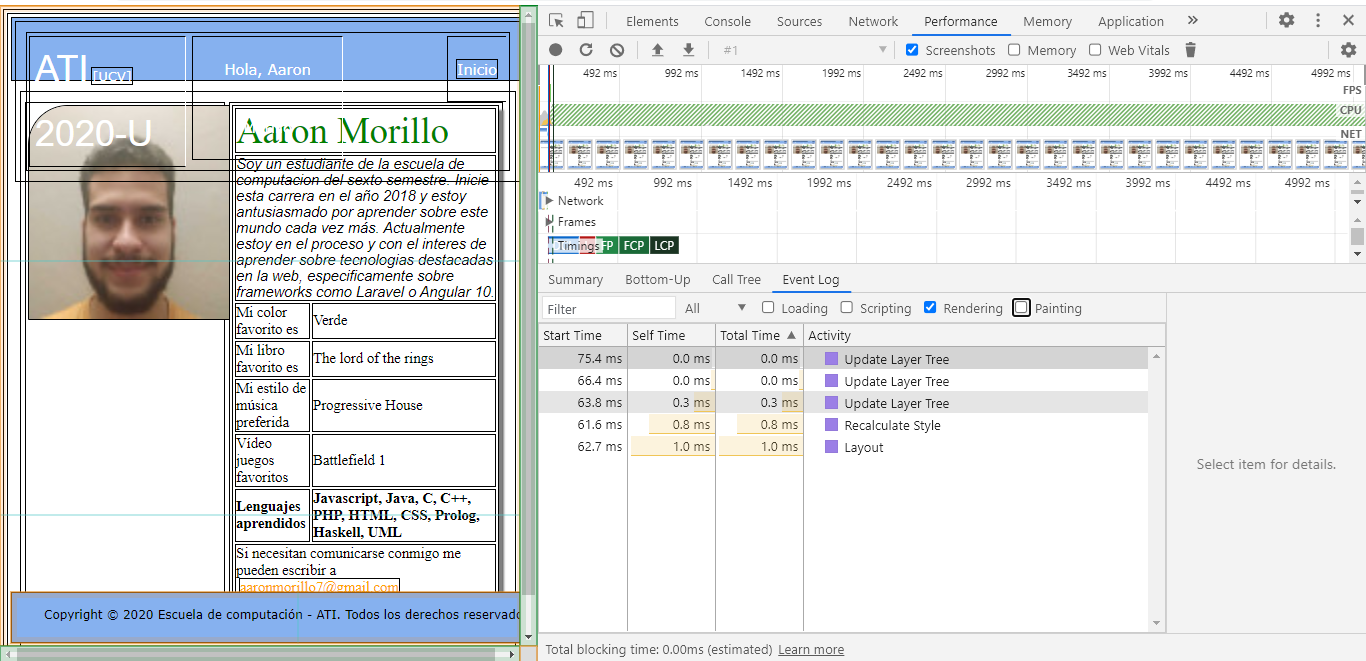 ATI [UCV]
2020-U
Hola, Aaron
Inicio
Aaron Morillo
Soy un estudiante de la escuela de
computacion del sexto semestre. Inicie
esta carrera en el año 2018 y estoy
antusiasmado por aprender sobre este
mundo cada vez más. Actualmente
estoy en el proceso y con el interes de
aprender sobre tecnologias destacadas
en la web, especificamente sobre
frameworks como Laravel o Angular 10.
Mi color
favorito es
Verde
Mi libro
favorito es
The lord of the rings
Mi estilo de
música
preferida
Progressive House
Vídeo
juegos
favoritos
Battlefield 1
Lenguajes
aprendidos
Javascript, Java, C, C++,
PHP, HTML, CSS, Prolog,
Haskell, UML
Si necesitan comunicarse conmigo me
pueden escribir a
aaronmorillo7@gmail.com
Copyright © 2020 Escuela de computación - ATI. Todos los derechos reservado
Elements Console Sources Network Performance Memory Application »
#1 Screenshots Memory Web Vitals
492 ms 992 ms 1492 ms 1992 ms 2492 ms 2992 ms 3492 ms 3992 ms 4492 ms 4992 ms
FPS
CPU
NET
492 ms 992 ms 1492 ms 1992 ms 2492 ms 2992 ms 3492 ms 3992 ms 4492 ms 4992 ms
Network
Frames
Timings FP FCP LCP
Summary Bottom-Up Call Tree Event Log
Filter All Loading Scripting Rendering Painting
Start Time Self Time Total Time Activity
75.4 ms 0.0 ms 0.0 ms Update Layer Tree
66.4 ms 0.0 ms 0.0 ms Update Layer Tree
63.8 ms 0.3 ms 0.3 ms Update Layer Tree
61.6 ms 0.8 ms 0.8 ms Recalculate Style
62.7 ms 1.0 ms 1.0 ms Layout
Select item for details.
Total blocking time: 0.00ms (estimated) Learn more